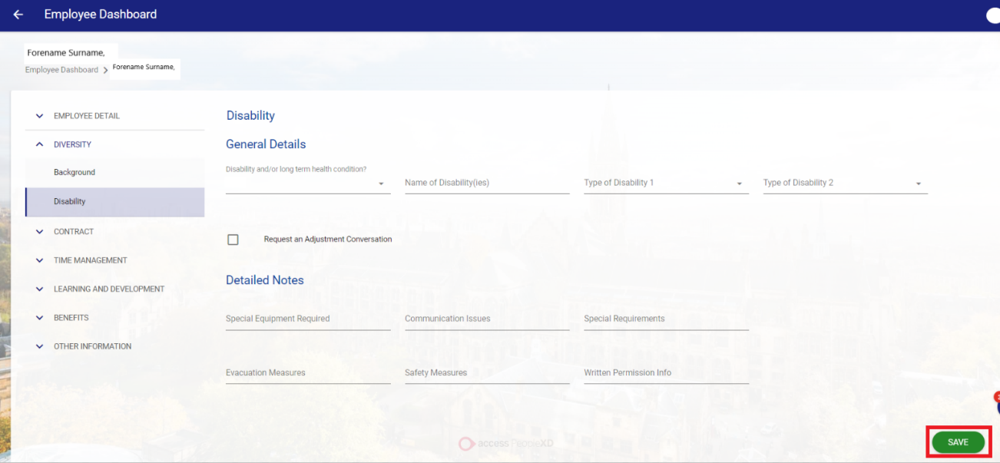 Employee Dashboard
Forename Surname,
Employee Dashboard > Forename Surname,
EMPLOYEE DETAIL
DIVERSITY
Background
Disability
CONTRACT
TIME MANAGEMENT
LEARNING AND DEVELOPMENT
BENEFITS
OTHER INFORMATION
Disability
General Details
Disability and/or long term health condition?
Name of Disability(ies)
Type of Disability 1
Type of Disability 2
Request an Adjustment Conversation
Detailed Notes
Special Equipment Required
Communication Issues
Special Requirements
Evacuation Measures
Safety Measures
Written Permission Info
access PeopleXD
SAVE